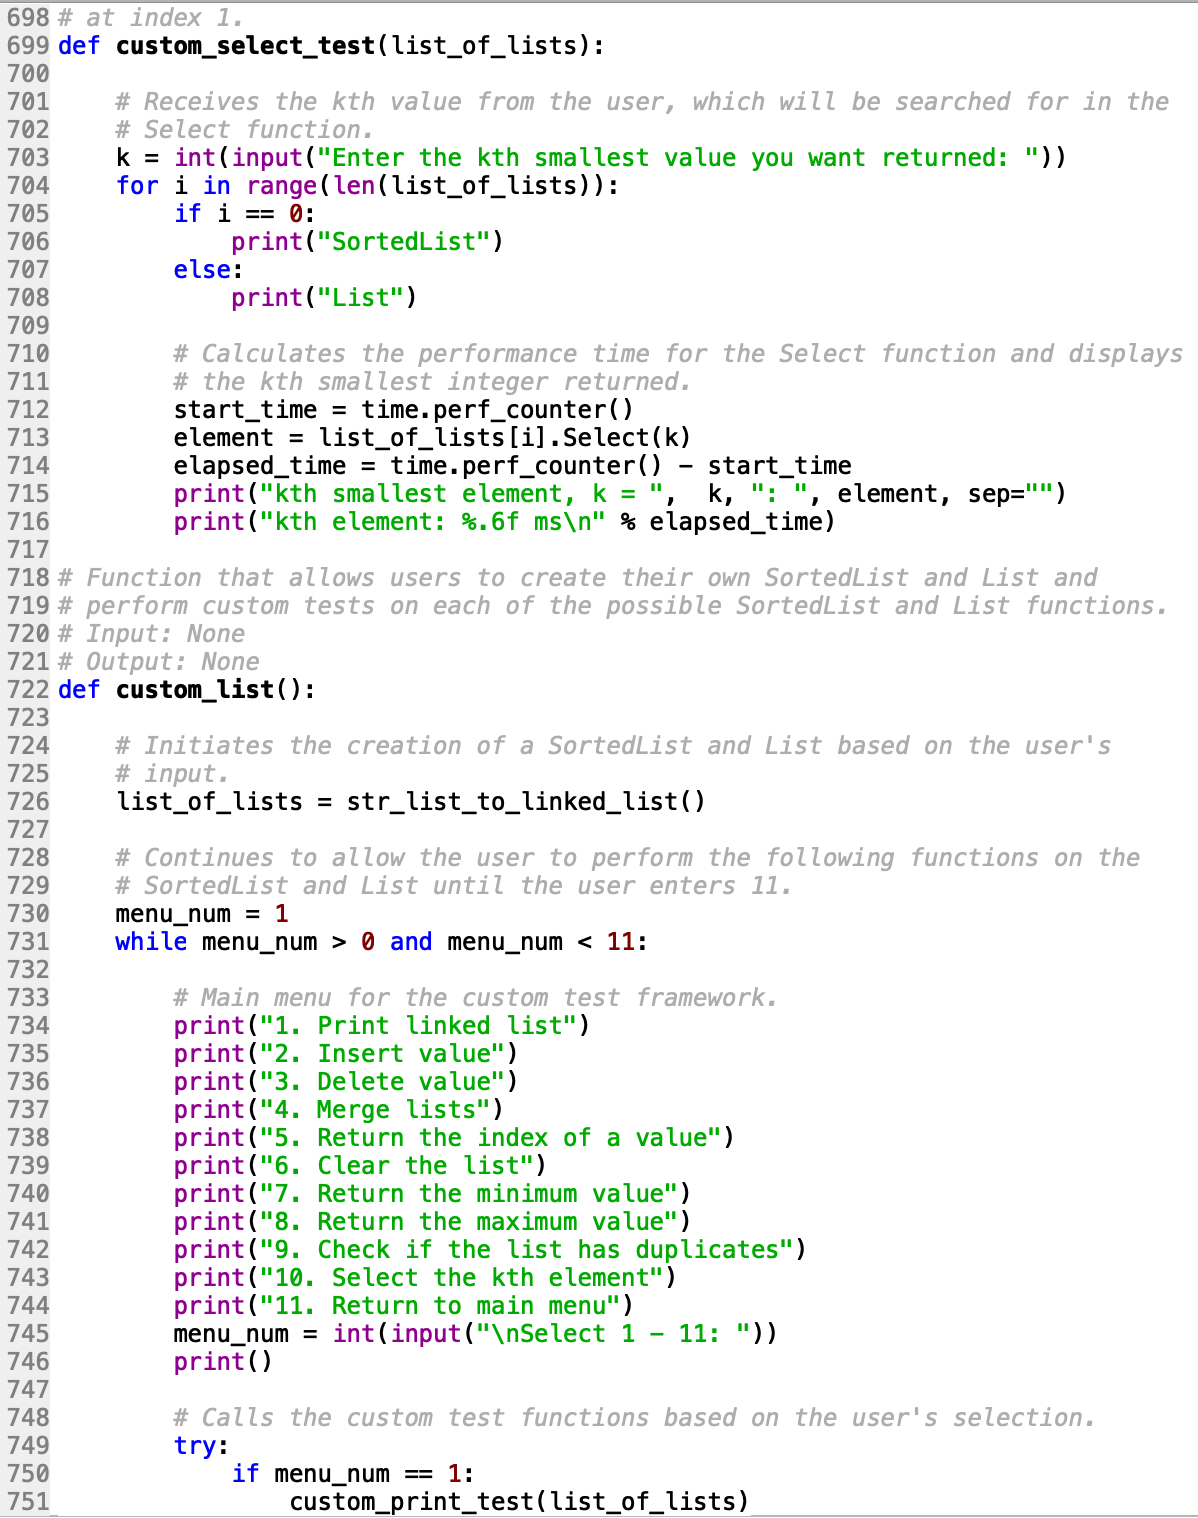 698 # at index 1.
699 def custom_select_test(list_of_lists):
700
701     # Receives the kth value from the user, which will be searched for in the
702     # Select function.
703     k = int(input("Enter the kth smallest value you want returned: "))
704     for i in range(len(list_of_lists)):
705         if i == 0:
706             print("SortedList")
707         else:
708             print("List")
709
710         # Calculates the performance time for the Select function and displays
711         # the kth smallest integer returned.
712         start_time = time.perf_counter()
713         element = list_of_lists[i].Select(k)
714         elapsed_time = time.perf_counter() - start_time
715         print("kth smallest element, k = ",  k, ": ", element, sep="")
716         print("kth element: %.6f ms\n" % elapsed_time)
717
718 # Function that allows users to create their own SortedList and List and
719 # perform custom tests on each of the possible SortedList and List functions.
720 # Input: None
721 # Output: None
722 def custom_list():
723
724     # Initiates the creation of a SortedList and List based on the user's
725     # input.
726     list_of_lists = str_list_to_linked_list()
727
728     # Continues to allow the user to perform the following functions on the
729     # SortedList and List until the user enters 11.
730     menu_num = 1
731     while menu_num > 0 and menu_num < 11:
732
733         # Main menu for the custom test framework.
734         print("1. Print linked list")
735         print("2. Insert value")
736         print("3. Delete value")
737         print("4. Merge lists")
738         print("5. Return the index of a value")
739         print("6. Clear the list")
740         print("7. Return the minimum value")
741         print("8. Return the maximum value")
742         print("9. Check if the list has duplicates")
743         print("10. Select the kth element")
744         print("11. Return to main menu")
745         menu_num = int(input("\nSelect 1 - 11: "))
746         print()
747
748         # Calls the custom test functions based on the user's selection.
749         try:
750             if menu_num == 1:
751                 custom_print_test(list_of_lists)